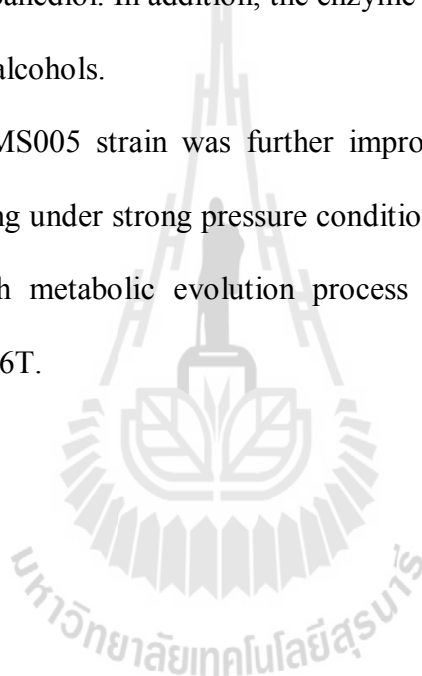 panediol. In addition, the enzyme
alcohols.
MS005 strain was further impro
ng under strong pressure conditio
h metabolic evolution process
6T.
มหาวิทยาลัยเทคโนโลยีสุรนารี